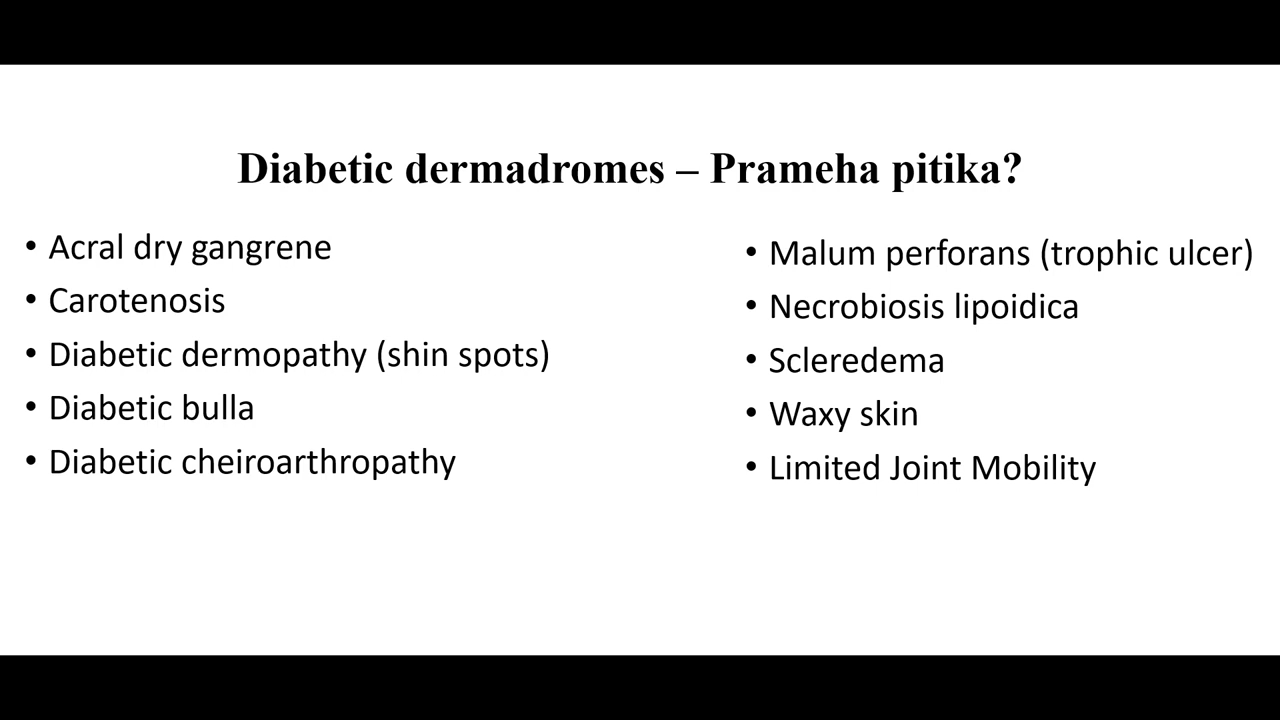 Diabetic dermadromes – Prameha pitika?
• Acral dry gangrene
• Carotenosis
• Diabetic dermopathy (shin spots)
• Diabetic bulla
• Diabetic cheiroarthropathy
• Malum perforans (trophic ulcer)
• Necrobiosis lipoidica
• Scleredema
• Waxy skin
• Limited Joint Mobility